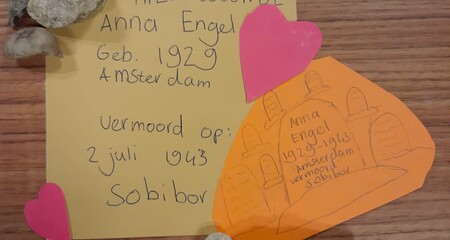 Anna Engel
Geb. 1929
Amsterdam
vermoord op:
2 juli 1943
Sobibor
Anna
Engel
1929-1943
Amsterdam
vermoord
Sobibor